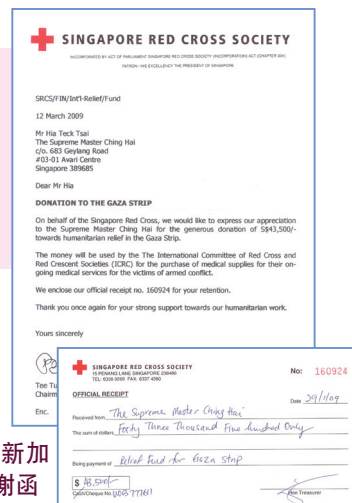 SINGAPORE RED CROSS SOCIETY
INCORPORATED BY ACT OF PARLIAMENT SINGAPORE RED CROSS SOCIETY (INCORPORATION) ACT (CHAPTER 304)
PATRON : HIS EXCELLENCY THE PRESIDENT OF SINGAPORE
SRCS/FIN/Int'l-Relief/Fund
12 March 2009
Mr Hia Teck Tsai
The Supreme Master Ching Hai
c/o. 683 Geylang Road
#03-01 Avari Centre
Singapore 389685
Dear Mr Hia
DONATION TO THE GAZA STRIP
On behalf of the Singapore Red Cross, we would like to express our appreciation
to the Supreme Master Ching Hai for the generous donation of S$43,500/-
towards humanitarian relief in the Gaza Strip.
The money will be used by the The International Committee of Red Cross and
Red Crescent Societies (ICRC) for the purchase of medical supplies for their on-
going medical services for the victims of armed conflict.
We enclose our official receipt no. 160924 for your retention.
Thank you once again for your strong support towards our humanitarian work.
Yours sincerely
Tee Tu
Chairm
Enc.
SINGAPORE RED CROSS SOCIETY
15 PENANG LANE SINGAPORE 238486
TEL: 6336 0269 FAX: 6337 4360
No: 160924
OFFICIAL RECEIPT
Date 29/1/09
Received from The Supreme Master Ching Hai
The sum of dollars Forty Three Thousand Five hundred Only
Being payment of Relief Fund for Gaza Strip
$ 43,500/-
Cash/Cheque No.
Hon Treasurer
新加
謝函